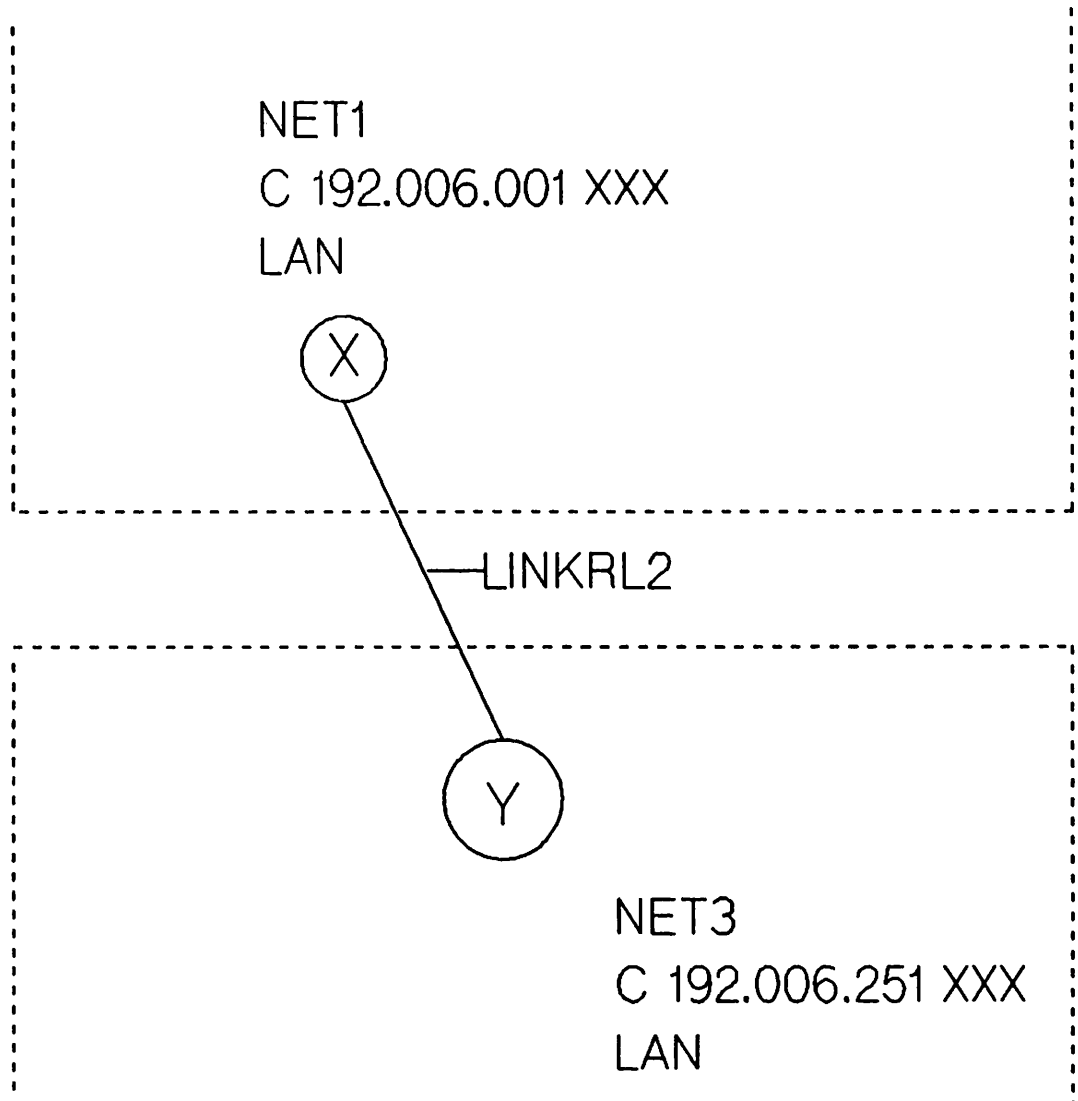 NET1
C 192.006.001 XXX
LAN
X
LINKRL2
Y
NET3
C 192.006.251 XXX
LAN